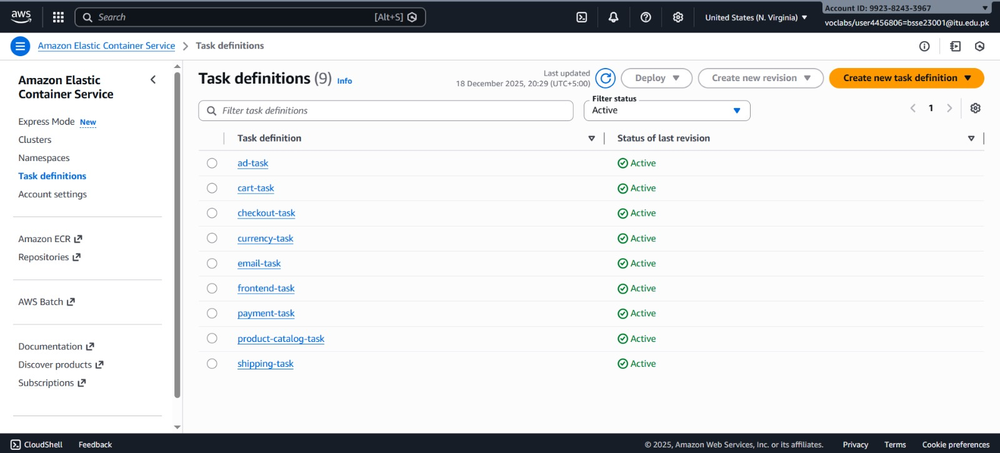 aws
Search [Alt+S]
United States (N. Virginia)
Account ID: 9923-8243-3967
voclabs/user4456806=bsse23001@itu.edu.pk
Amazon Elastic Container Service > Task definitions
Amazon Elastic
Container Service
Express Mode New
Clusters
Namespaces
Task definitions
Account settings
Amazon ECR
Repositories
AWS Batch
Documentation
Discover products
Subscriptions
Task definitions (9) Info
Last updated
18 December 2025, 20:29 (UTC+5:00)
Deploy
Create new revision
Create new task definition
Filter task definitions
Filter status
Active
1
Task definition Status of last revision
ad-task Active
cart-task Active
checkout-task Active
currency-task Active
email-task Active
frontend-task Active
payment-task Active
product-catalog-task Active
shipping-task Active
CloudShell Feedback © 2025, Amazon Web Services, Inc. or its affiliates. Privacy Terms Cookie preferences